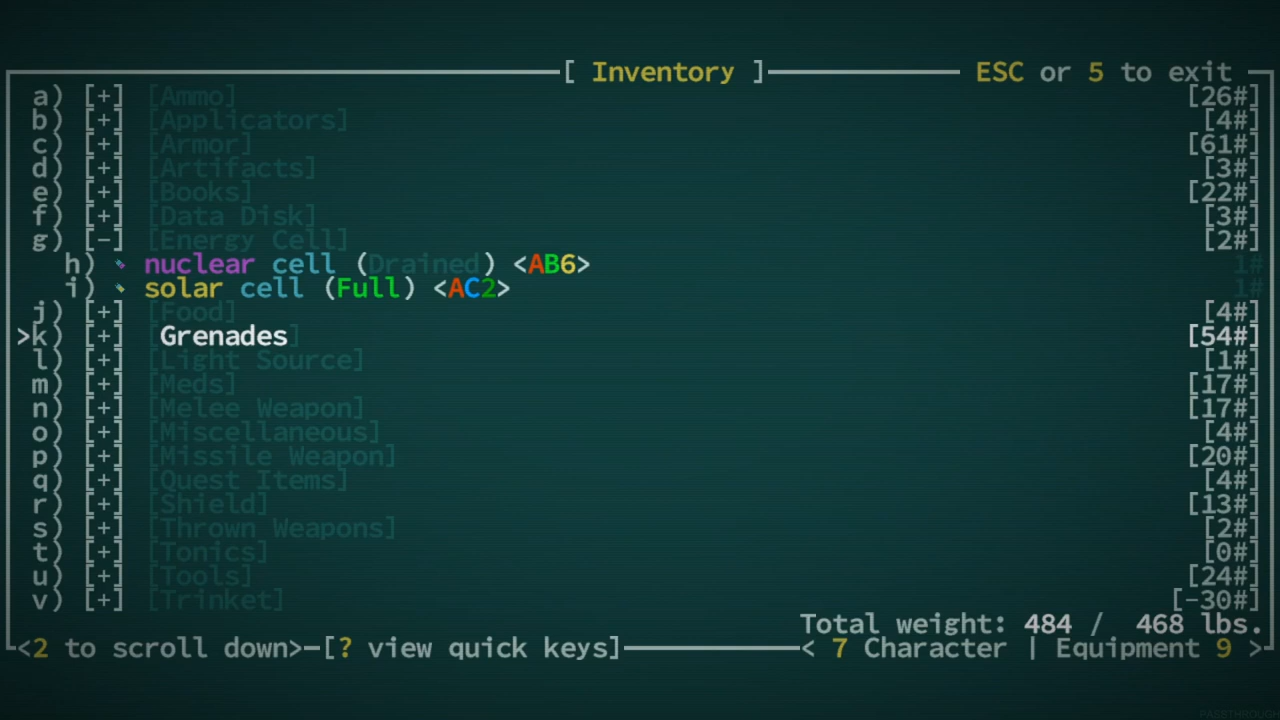 [ Inventory ] ESC or 5 to exit
a) [+] [Ammo] [26#]
b) [+] [Applicators] [4#]
c) [+] [Armor] [61#]
d) [+] [Artifacts] [3#]
e) [+] [Books] [22#]
f) [+] [Data Disk] [3#]
g) [-] [Energy Cell] [2#]
h) nuclear cell (Drained) <AB6> 1#
i) solar cell (Full) <AC2> 1#
j) [+] [Food] [4#]
>k) [+] [Grenades] [54#]
l) [+] [Light Source] [1#]
m) [+] [Meds] [17#]
n) [+] [Melee Weapon] [17#]
o) [+] [Miscellaneous] [4#]
p) [+] [Missile Weapon] [20#]
q) [+] [Quest Items] [4#]
r) [+] [Shield] [13#]
s) [+] [Thrown Weapons] [2#]
t) [+] [Tonics] [0#]
u) [+] [Tools] [24#]
v) [+] [Trinket] [-30#]
Total weight: 484 / 468 lbs.
<2 to scroll down> [? view quick keys] < 7 Character | Equipment 9 >